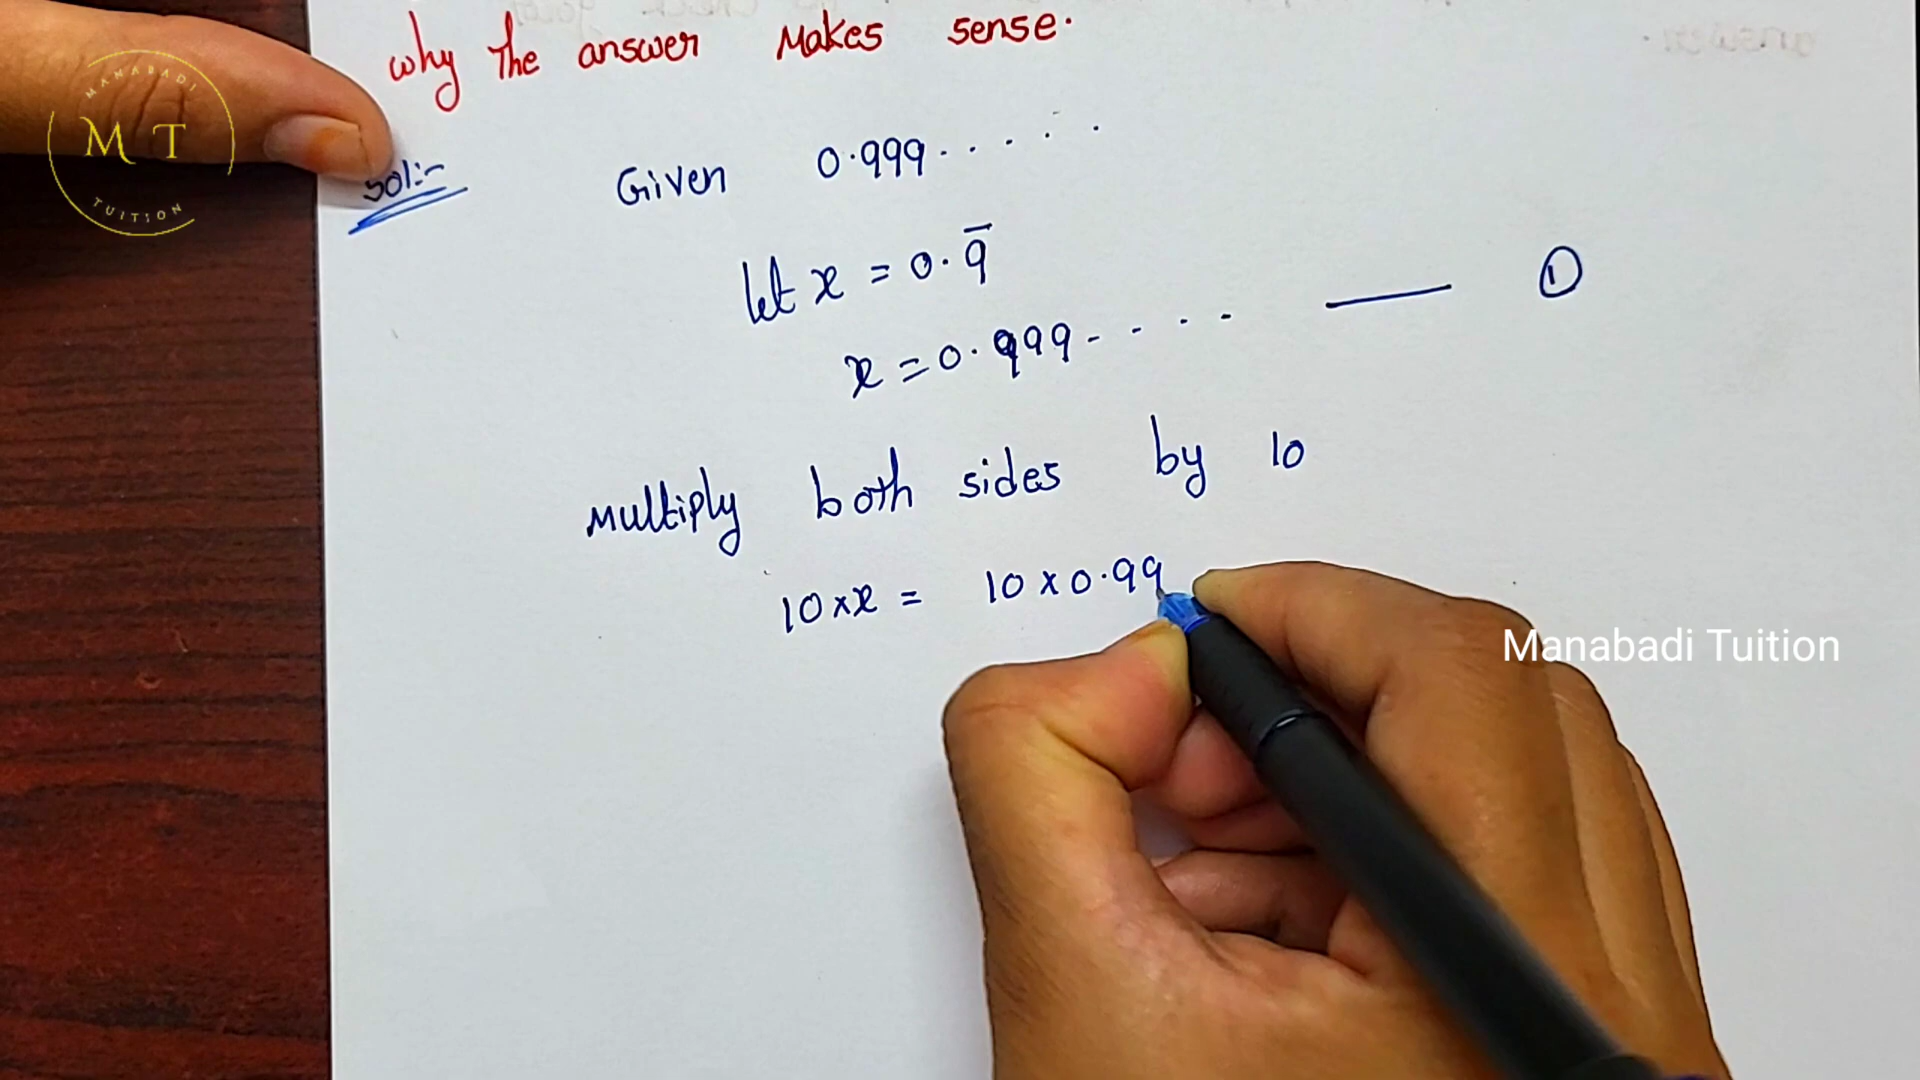 why the answer makes sense.
MANABADI
M T
TUITION
Sol:-
Given 0.999.....
let x = 0.9̅
x = 0.999.... —— ①
Multiply both sides by 10
10 × x = 10 × 0.99
Manabadi Tuition